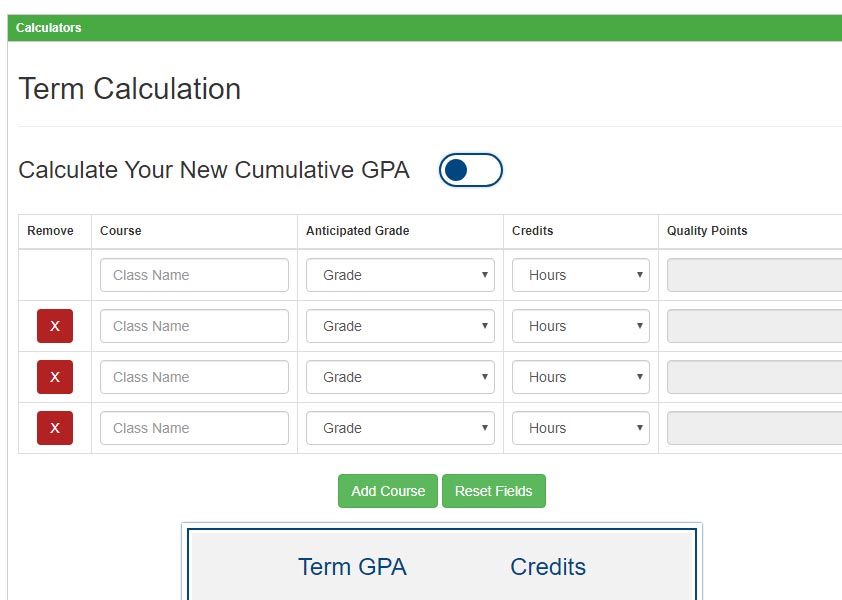 Calculators
Term Calculation
Calculate Your New Cumulative GPA
Remove Course Anticipated Grade Credits Quality Points
Class Name Grade Hours
X Class Name Grade Hours
X Class Name Grade Hours
X Class Name Grade Hours
Add Course Reset Fields
Term GPA Credits